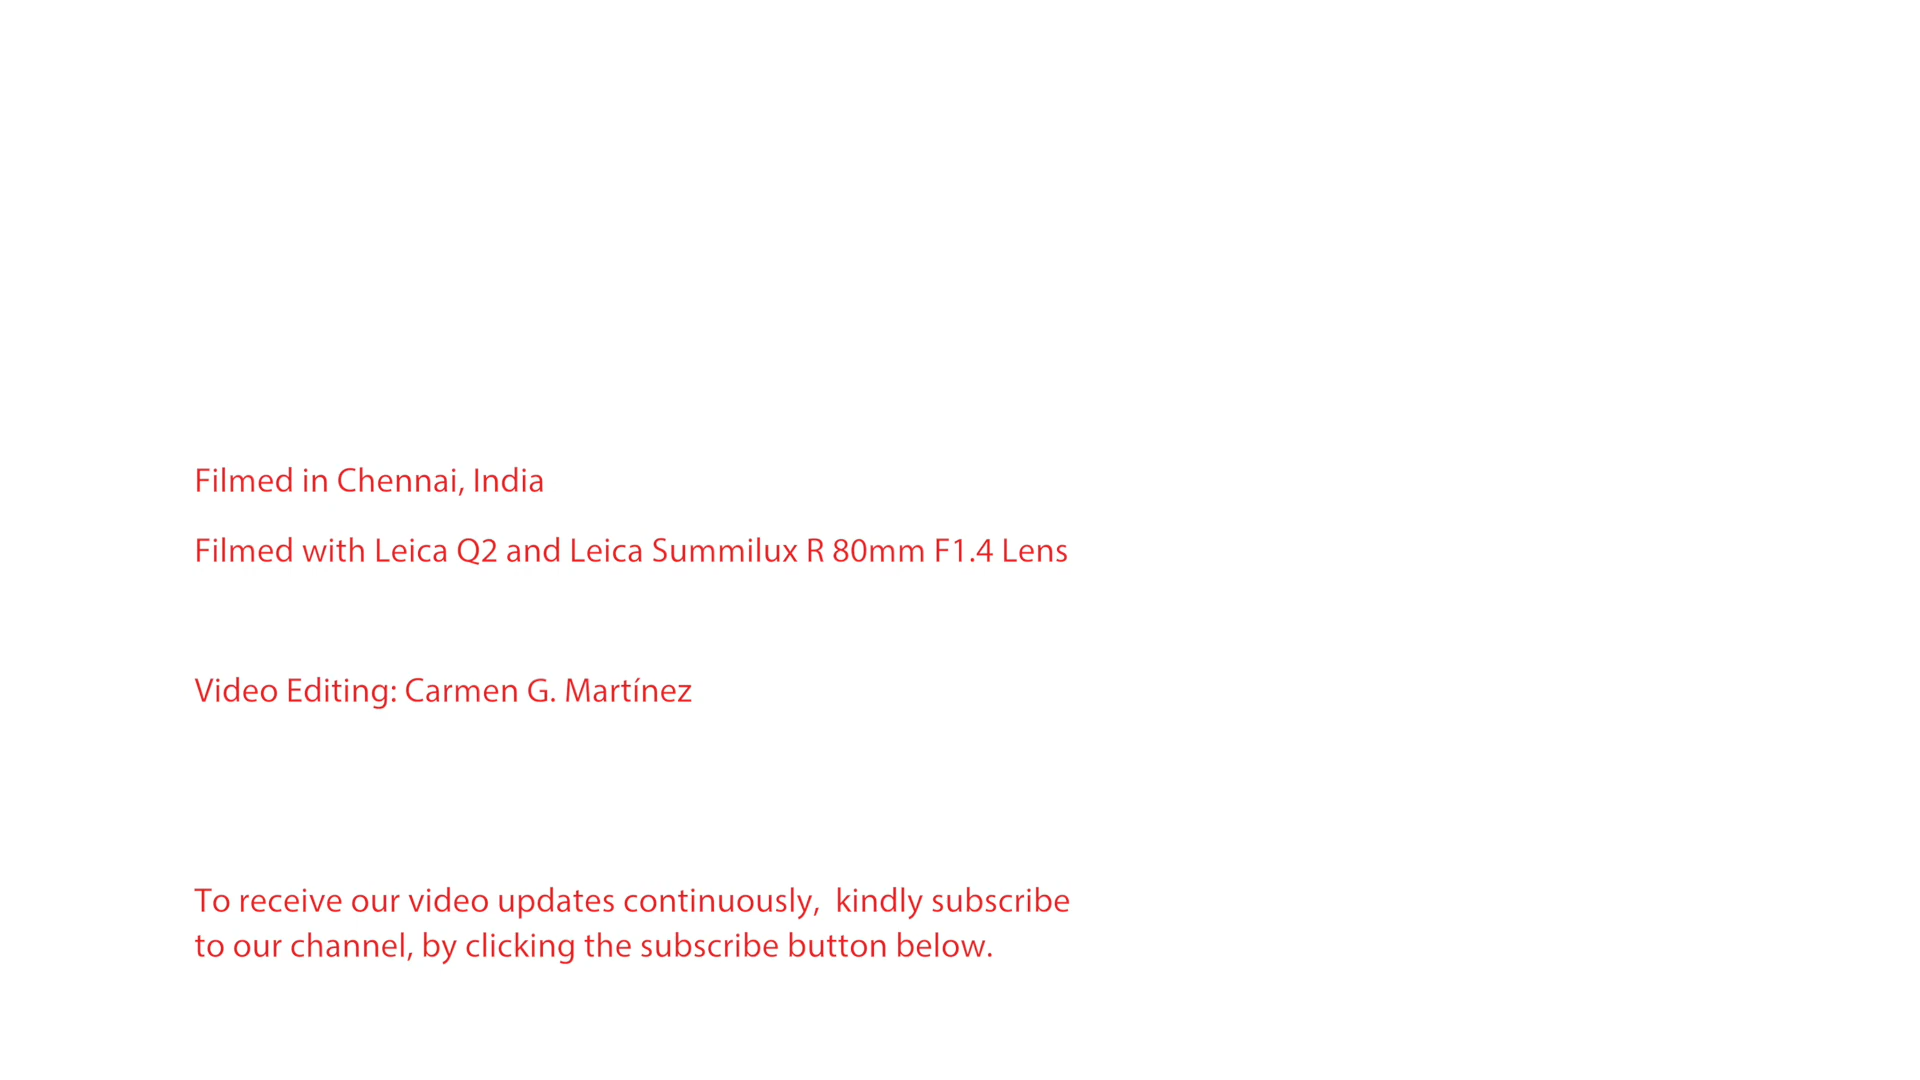 Filmed in Chennai, India
Filmed with Leica Q2 and Leica Summilux R 80mm F1.4 Lens
Video Editing: Carmen G. Martínez
To receive our video updates continuously,  kindly subscribe
to our channel, by clicking the subscribe button below.